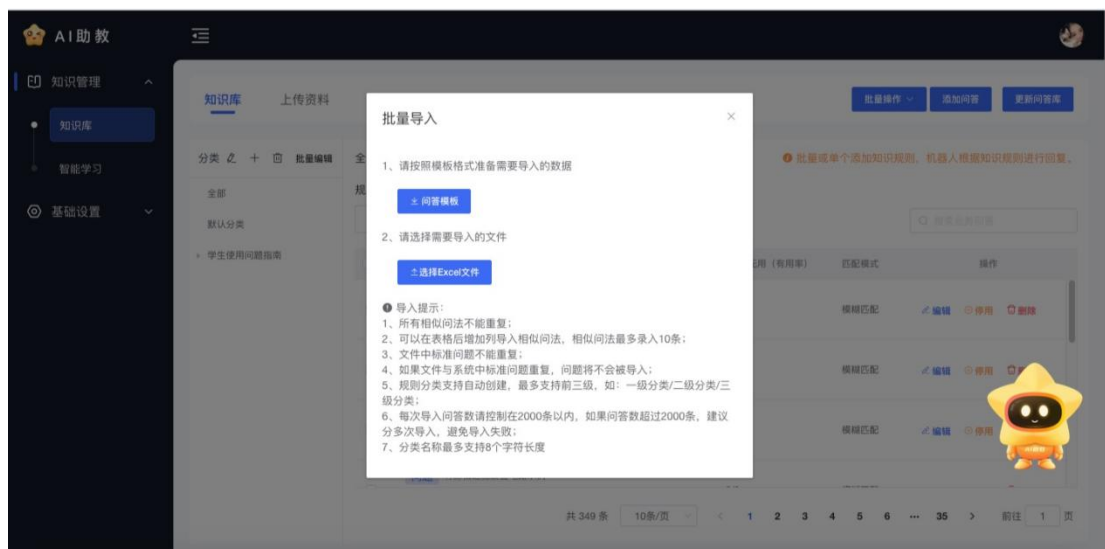 AI助教
知识管理
知识库
智能学习
基础设置
知识库 上传资料
批量操作 添加问答 更新问答库
分类 批量编辑
全部
默认分类
学生使用问题指南
批量或单个添加知识规则，机器人根据知识规则进行回复。
批量导入
1、请按照模板格式准备需要导入的数据
问答模板
2、请选择需要导入的文件
选择Excel文件
导入提示：
1、所有相似问法不能重复；
2、可以在表格后增加列导入相似问法，相似问法最多录入10条；
3、文件中标准问题不能重复；
4、如果文件与系统中标准问题重复，问题将不会被导入；
5、规则分类支持自动创建，最多支持前三级，如：一级分类/二级分类/三
级分类；
6、每次导入问答数请控制在2000条以内，如果问答数超过2000条，建议
分多次导入，避免导入失败；
7、分类名称最多支持8个字符长度
（有用率） 匹配模式 操作
模糊匹配 编辑 停用 删除
模糊匹配 编辑 停用
模糊匹配 编辑 停用
AI助教
共 349 条 10条/页 1 2 3 4 5 6 ... 35 前往 1 页